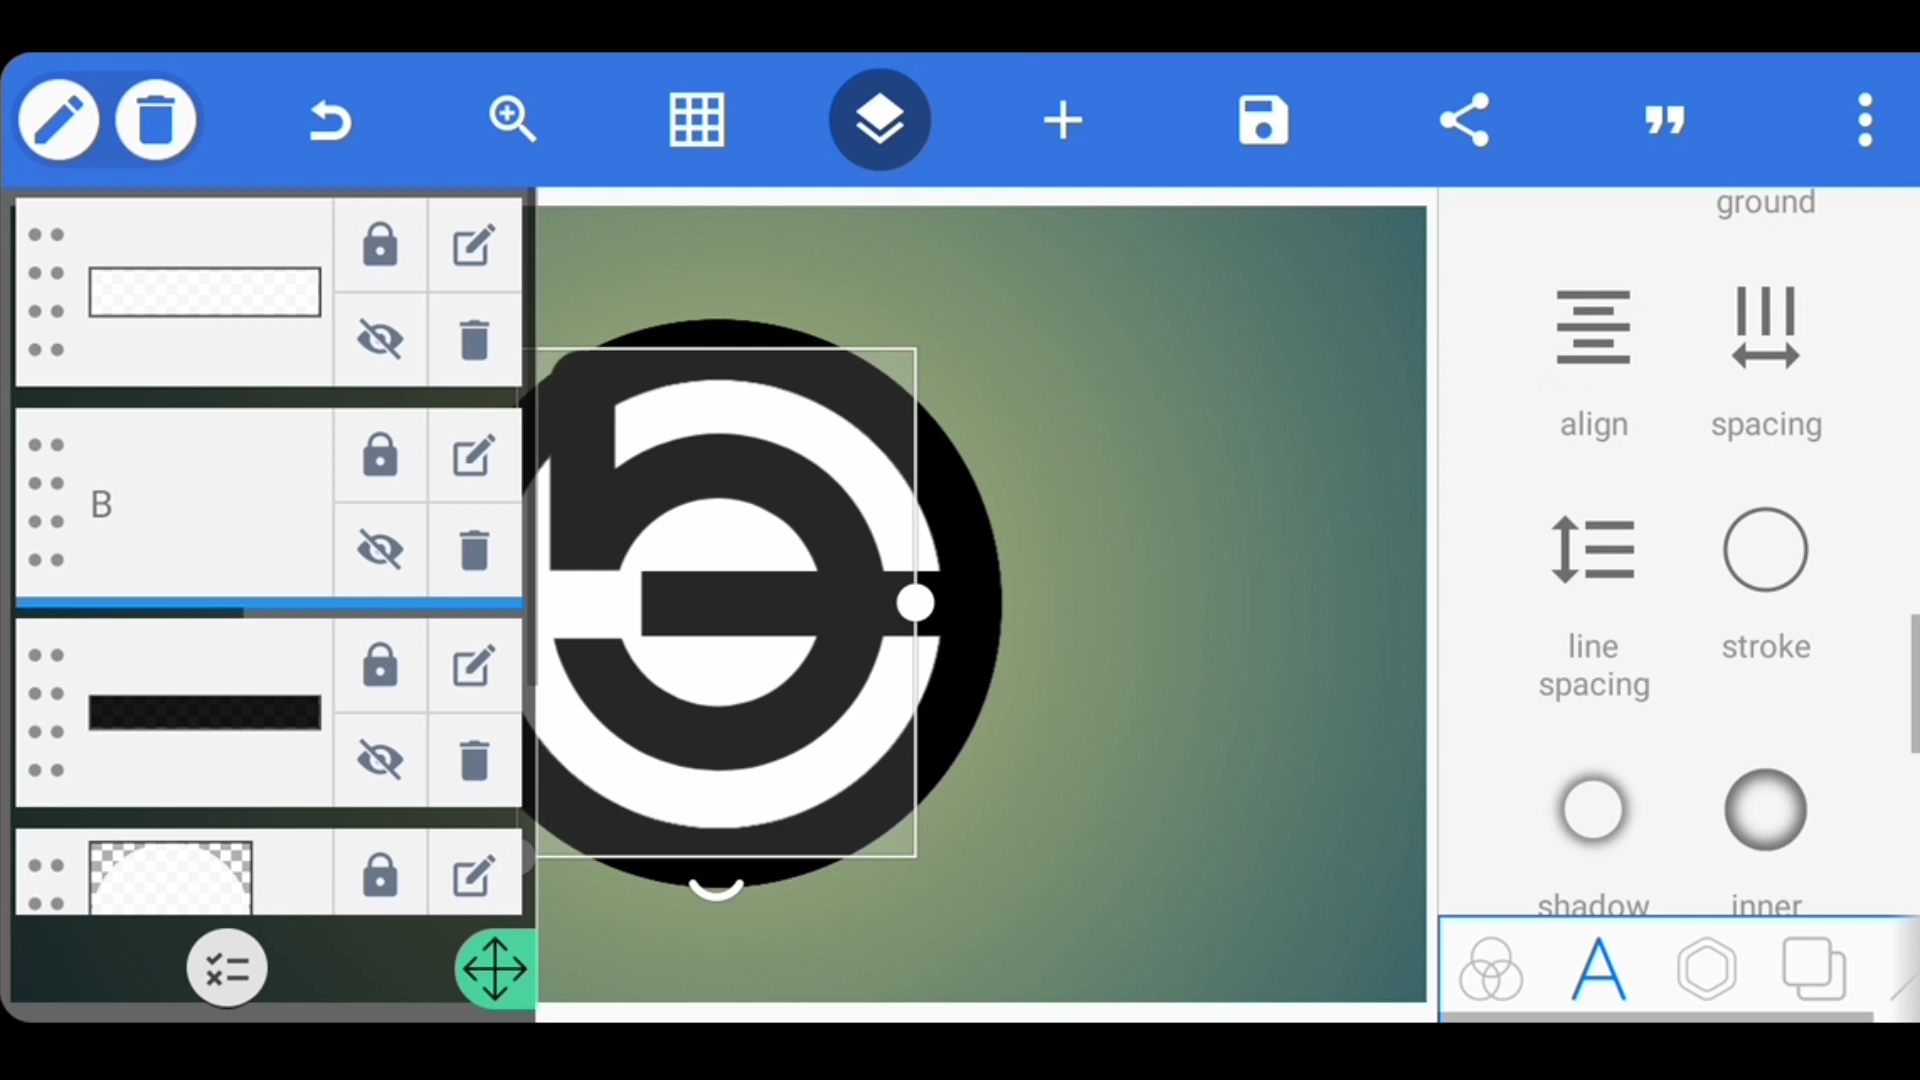 ground
align
spacing
B
line
spacing
stroke
shadow
inner